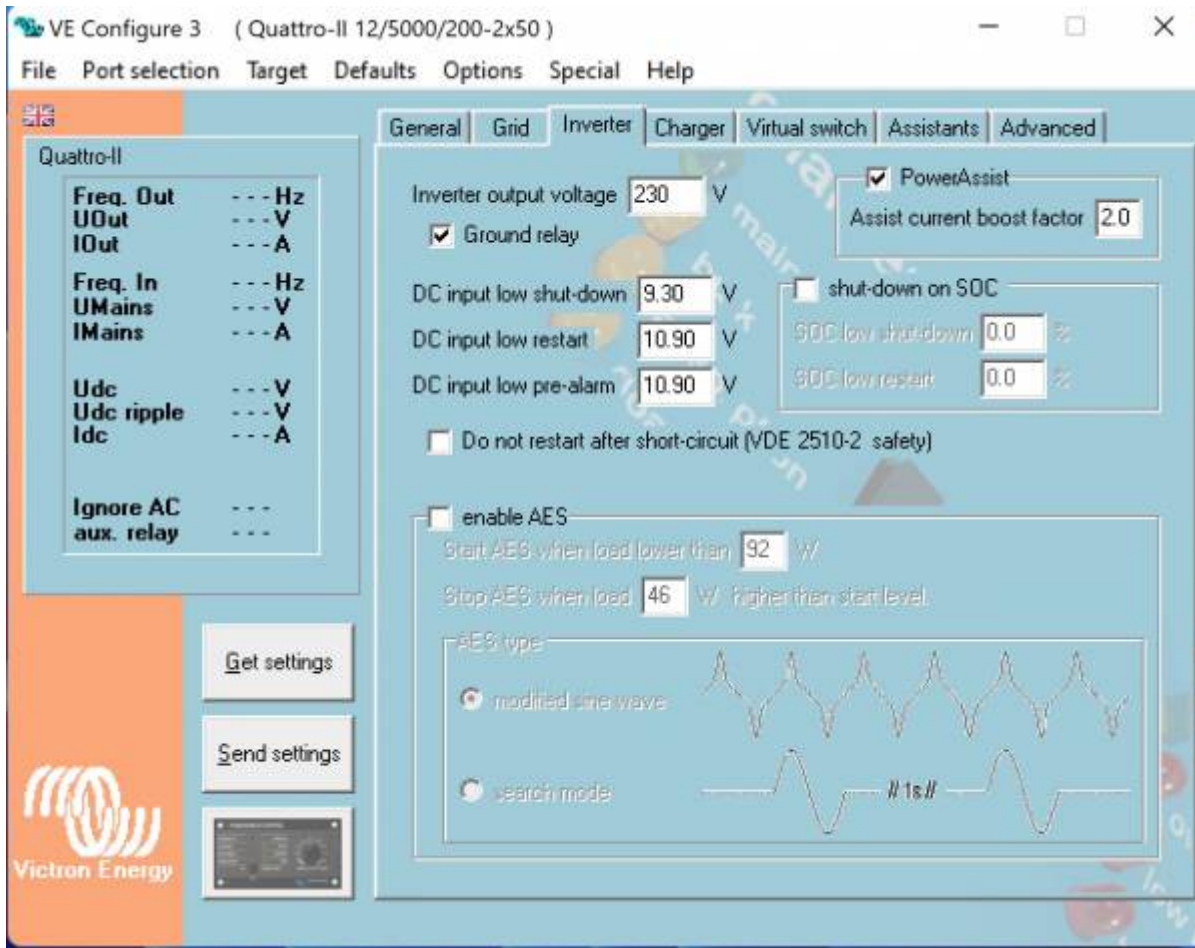 VE Configure 3 ( Quattro-II 12/5000/200-2x50 )
File Port selection Target Defaults Options Special Help
General Grid Inverter Charger Virtual switch Assistants Advanced
Quattro-II
Freq. Out ---Hz
UOut ---V
IOut ---A
Freq. In ---Hz
UMains ---V
IMains ---A
Udc ---V
Udc ripple ---V
Idc ---A
Ignore AC ---
aux. relay ---
Get settings
Send settings
Victron Energy
Inverter output voltage 230 V
Ground relay
PowerAssist
Assist current boost factor 2.0
DC input low shut-down 9.30 V
DC input low restart 10.90 V
DC input low pre-alarm 10.90 V
shut-down on SOC
SOC low shut-down 0.0 %
SOC low restart 0.0 %
Do not restart after short-circuit (VDE 2510-2 safety)
enable AES
Start AES when load lower than 92 W
Stop AES when load 46 W higher than start level.
AES type
modified sine wave
search mode
// 1s //